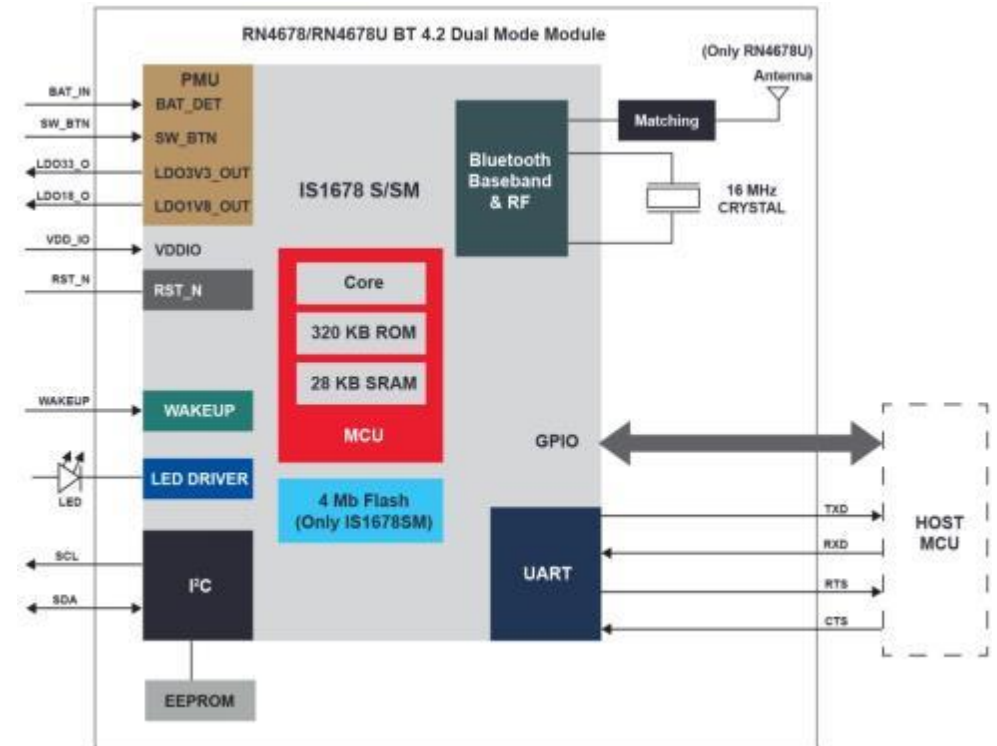 RN4678/RN4678U BT 4.2 Dual Mode Module
(Only RN4678U)
Antenna
PMU
BAT_IN
BAT_DET
SW_BTN
SW_BTN
LDO33_O
LDO3V3_OUT
LDO18_O
LDO1V8_OUT
VDD_IO
VDDIO
RST_N
RST_N
IS1678 S/SM
Bluetooth
Baseband
& RF
Matching
16 MHz
CRYSTAL
Core
320 KB ROM
28 KB SRAM
MCU
WAKEUP
WAKEUP
LED DRIVER
LED
4 Mb Flash
(Only IS1678SM)
GPIO
SCL
SDA
I²C
EEPROM
UART
TXD
RXD
RTS
CTS
HOST
MCU